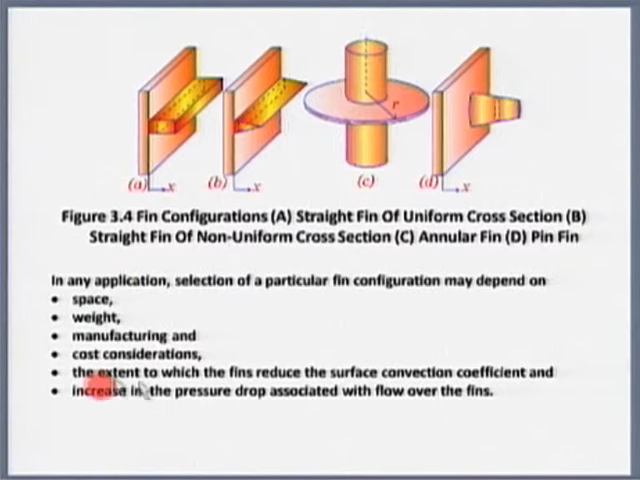 r
(a) x (b) x (c) (d) x
Figure 3.4 Fin Configurations (A) Straight Fin Of Uniform Cross Section (B)
Straight Fin Of Non-Uniform Cross Section (C) Annular Fin (D) Pin Fin
In any application, selection of a particular fin configuration may depend on
• space,
• weight,
• manufacturing and
• cost considerations,
• the extent to which the fins reduce the surface convection coefficient and
• increase in the pressure drop associated with flow over the fins.